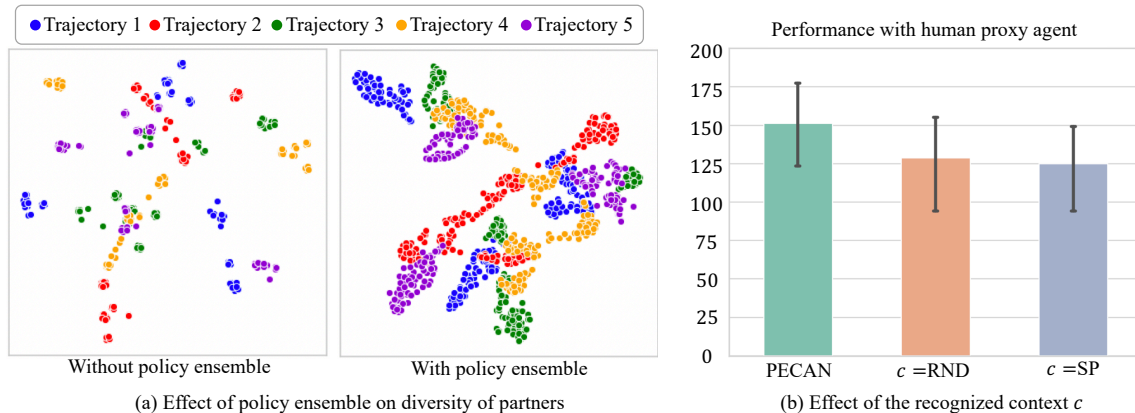 Trajectory 1 Trajectory 2 Trajectory 3 Trajectory 4 Trajectory 5
Without policy ensemble
With policy ensemble
(a) Effect of policy ensemble on diversity of partners
Performance with human proxy agent
200
175
150
125
100
75
50
25
0
PECAN
c =RND
c =SP
(b) Effect of the recognized context c